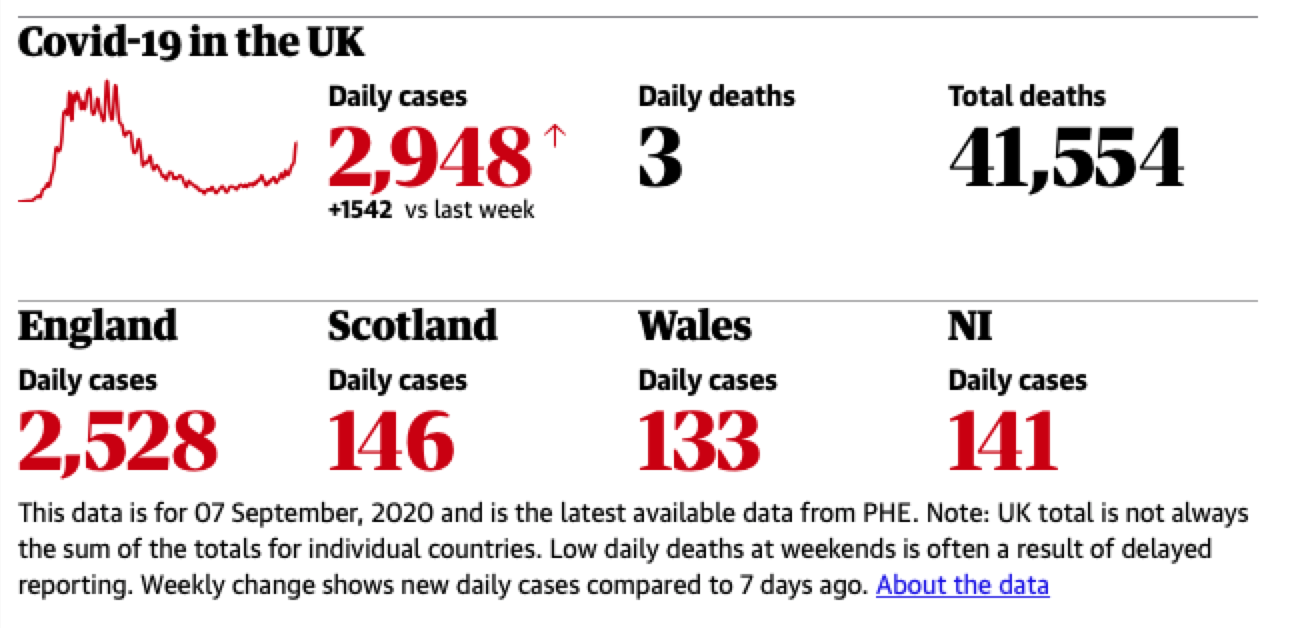 Covid-19 in the UK
Daily cases
2,948 ↑
+1542 vs last week
Daily deaths
3
Total deaths
41,554
England
Daily cases
2,528
Scotland
Daily cases
146
Wales
Daily cases
133
NI
Daily cases
141
This data is for 07 September, 2020 and is the latest available data from PHE. Note: UK total is not always
the sum of the totals for individual countries. Low daily deaths at weekends is often a result of delayed
reporting. Weekly change shows new daily cases compared to 7 days ago. About the data